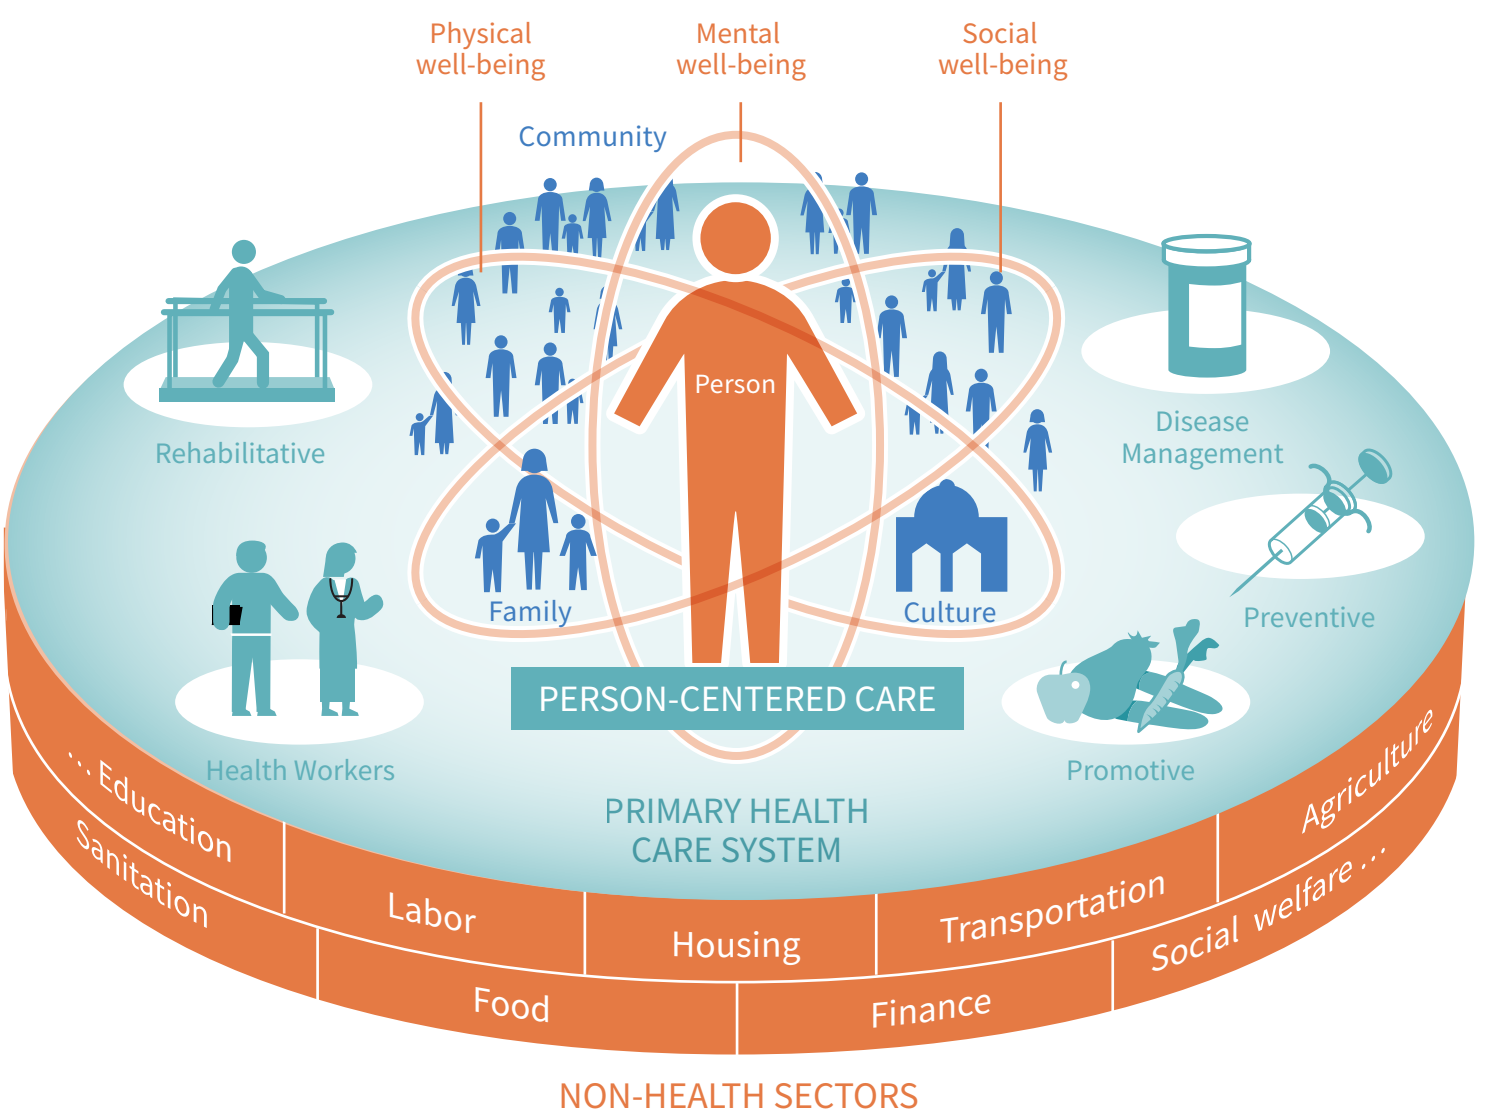 Physical
well-being
Mental
well-being
Social
well-being
Community
Person
Rehabilitative
Disease
Management
Family
Culture
Preventive
PERSON-CENTERED CARE
Health Workers
Promotive
PRIMARY HEALTH
CARE SYSTEM
... Education
Labor
Housing
Transportation
Agriculture
Sanitation
Food
Finance
Social welfare ...
NON-HEALTH SECTORS